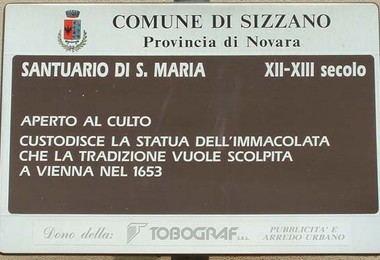 COMUNE DI SIZZANO
Provincia di Novara
SANTUARIO DI S. MARIA XII-XIII secolo
APERTO AL CULTO
CUSTODISCE LA STATUA DELL'IMMACOLATA
CHE LA TRADIZIONE VUOLE SCOLPITA
A VIENNA NEL 1653
Dono della: TOBOGRAF s.r.l. PUBBLICITA' E
ARREDO URBANO